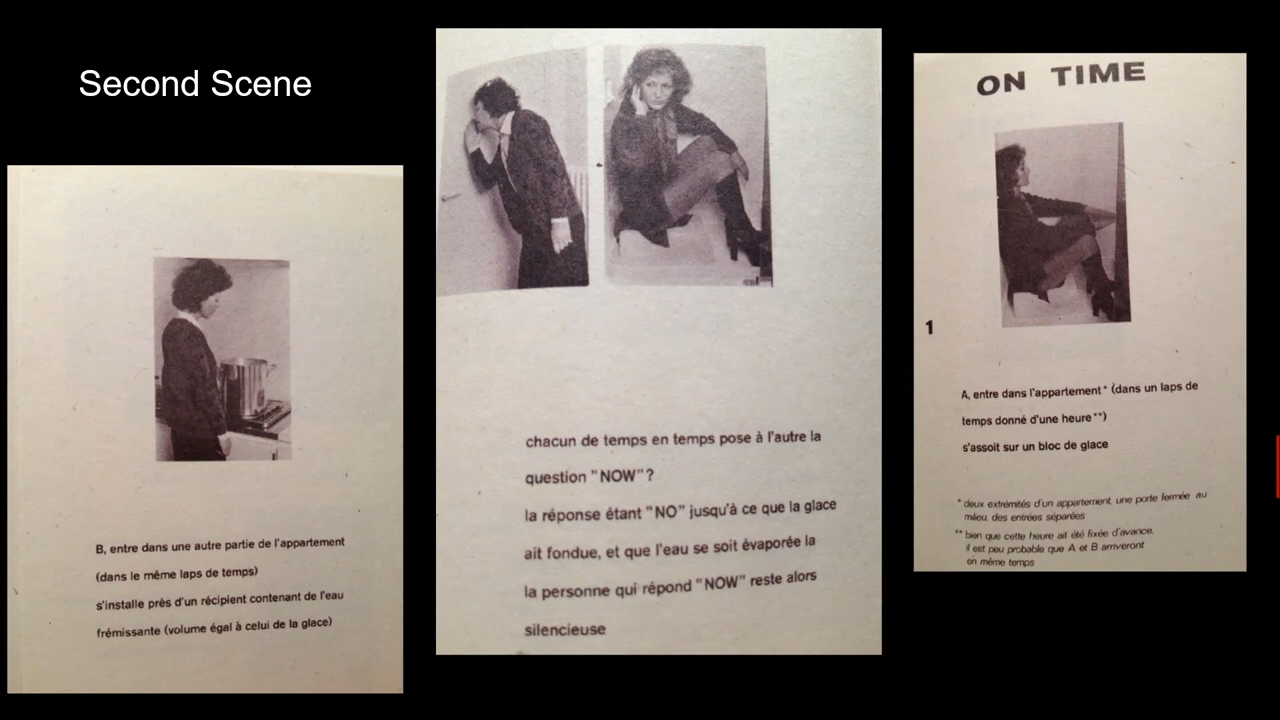 Second Scene
B, entre dans une autre partie de l'appartement
(dans le même laps de temps)
s'installe près d'un récipient contenant de l'eau
frémissante (volume égal à celui de la glace)
chacun de temps en temps pose à l'autre la
question "NOW"?
la réponse étant "NO" jusqu'à ce que la glace
ait fondue, et que l'eau se soit évaporée la
la personne qui répond "NOW" reste alors
silencieuse
ON TIME
1
A, entre dans l'appartement* (dans un laps de
temps donné d'une heure**)
s'assoit sur un bloc de glace
* deux extrémités d'un appartement, une porte fermée au
milieu, des entrées séparées
** bien que cette heure ait été fixée d'avance,
il est peu probable que A et B arriveront
en même temps